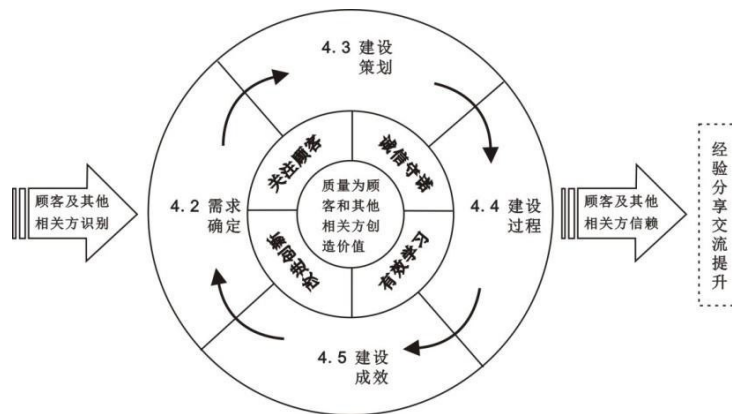 4.3 建设
策划
关注顾客
诚信守诺
顾客及其他
相关方识别
4.2 需求
确定
质量为顾
客和其他
相关方创
造价值
4.4 建设
过程
顾客及其他
相关方信赖
经验分享交流提升
改进创新
有效学习
4.5 建设
成效